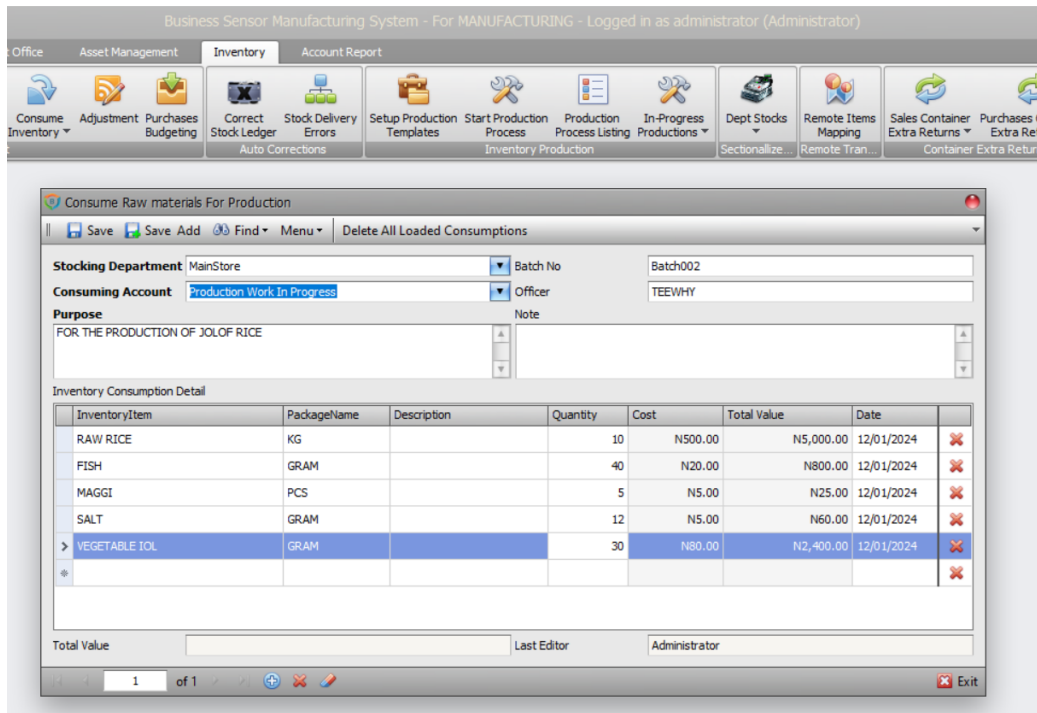 Business Sensor Manufacturing System - For MANUFACTURING - Logged in as administrator (Administrator)
Office Asset Management Inventory Account Report
Consume Inventory Adjustment Purchases Budgeting Correct Stock Ledger Stock Delivery Errors Setup Production Templates Start Production Process Production Process Listing In-Progress Productions Dept Stocks Remote Items Mapping Sales Container Extra Returns Purchases Extra Re
Auto Corrections Inventory Production Sectionalize... Remote Tran... Container Extra Retur
Consume Raw materials For Production
Save Save Add Find Menu Delete All Loaded Consumptions
Stocking Department MainStore Batch No Batch002
Consuming Account Production Work In Progress Officer TEEWHY
Purpose Note
FOR THE PRODUCTION OF JOLOF RICE
Inventory Consumption Detail
InventoryItem PackageName Description Quantity Cost Total Value Date
RAW RICE KG 10 N500.00 N5,000.00 12/01/2024
FISH GRAM 40 N20.00 N800.00 12/01/2024
MAGGI PCS 5 N5.00 N25.00 12/01/2024
SALT GRAM 12 N5.00 N60.00 12/01/2024
VEGETABLE IOL GRAM 30 N80.00 N2,400.00 12/01/2024
Total Value Last Editor Administrator
1 of 1 Exit